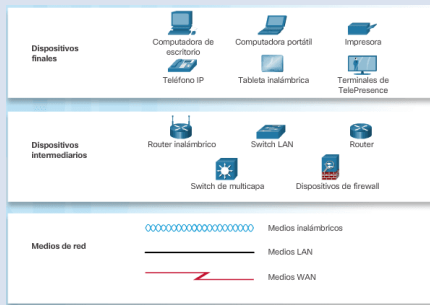 Dispositivos
finales
Computadora de
escritorio
Computadora portátil
Impresora
Teléfono IP
Tableta inalámbrica
Terminales de
TelePresence
Dispositivos
intermediarios
Router inalámbrico
Switch LAN
Router
Switch de multicapa
Dispositivos de firewall
Medios de red
Medios inalámbricos
Medios LAN
Medios WAN